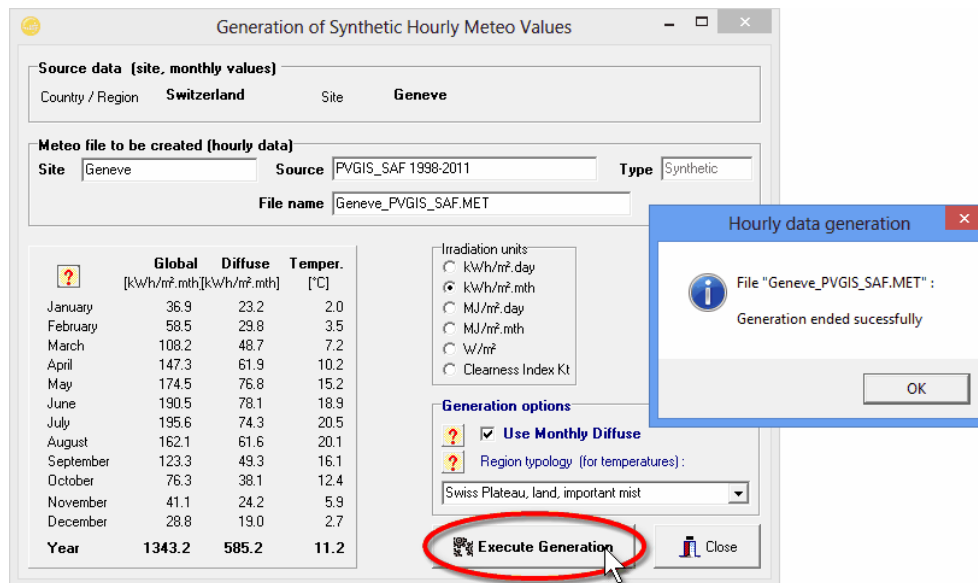 Generation of Synthetic Hourly Meteo Values
Source data (site, monthly values)
Country / Region Switzerland Site Geneve
Meteo file to be created (hourly data)
Site Geneve Source PVGIS_SAF 1998-2011 Type Synthetic
File name Geneve_PVGIS_SAF.MET
Global Diffuse Temper.
[kWh/m².mth] [kWh/m².mth] [°C]
January 36.9 23.2 2.0
February 58.5 29.8 3.5
March 108.2 48.7 7.2
April 147.3 61.9 10.2
May 174.5 76.8 15.2
June 190.5 78.1 18.9
July 195.6 74.3 20.5
August 162.1 61.6 20.1
September 123.3 49.3 16.1
October 76.3 38.1 12.4
November 41.1 24.2 5.9
December 28.8 19.0 2.7
Year 1343.2 585.2 11.2
Irradiation units
kWh/m².day
kWh/m².mth
MJ/m².day
MJ/m².mth
W/m²
Clearness Index Kt
Generation options
? Use Monthly Diffuse
? Region typology (for temperatures) :
Swiss Plateau, land, important mist
Execute Generation
Close
Hourly data generation
File "Geneve_PVGIS_SAF.MET" :
Generation ended sucessfully
OK